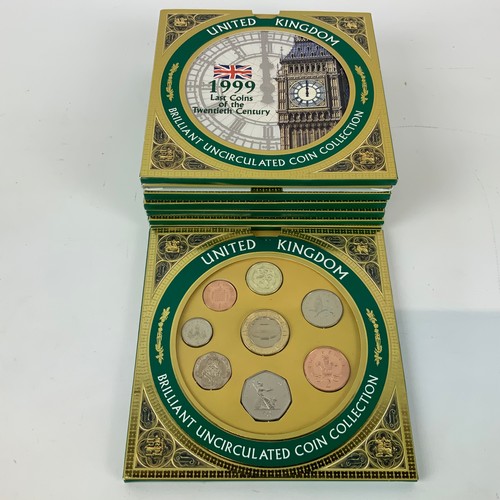 UNITED KINGDOM
1999
Last Coins
of the
Twentieth Century
BRILLIANT UNCIRCULATED COIN COLLECTION
UNITED KINGDOM
BRILLIANT UNCIRCULATED COIN COLLECTION